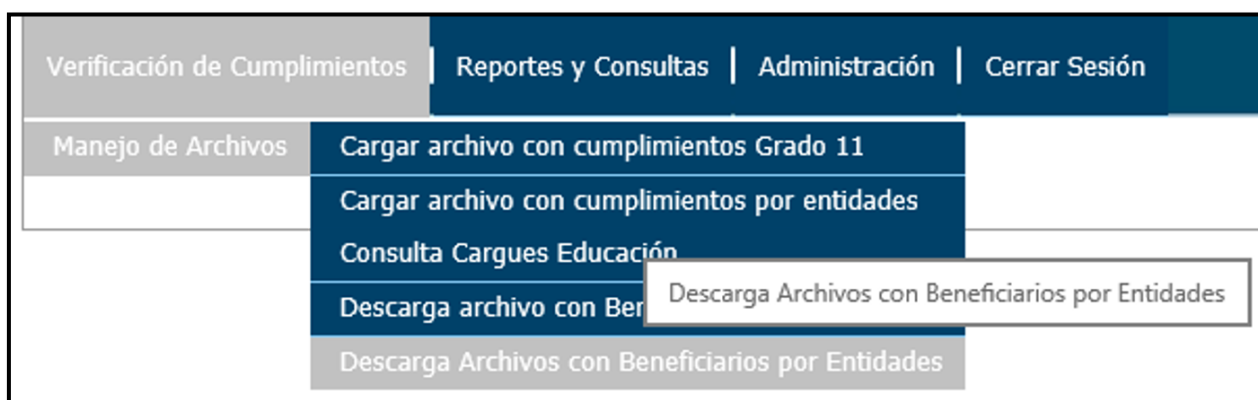 Verificación de Cumplimientos | Reportes y Consultas | Administración | Cerrar Sesión
Manejo de Archivos
Cargar archivo con cumplimientos Grado 11
Cargar archivo con cumplimientos por entidades
Consulta Cargues Educación
Descarga archivo con Ber
Descarga Archivos con Beneficiarios por Entidades
Descarga Archivos con Beneficiarios por Entidades